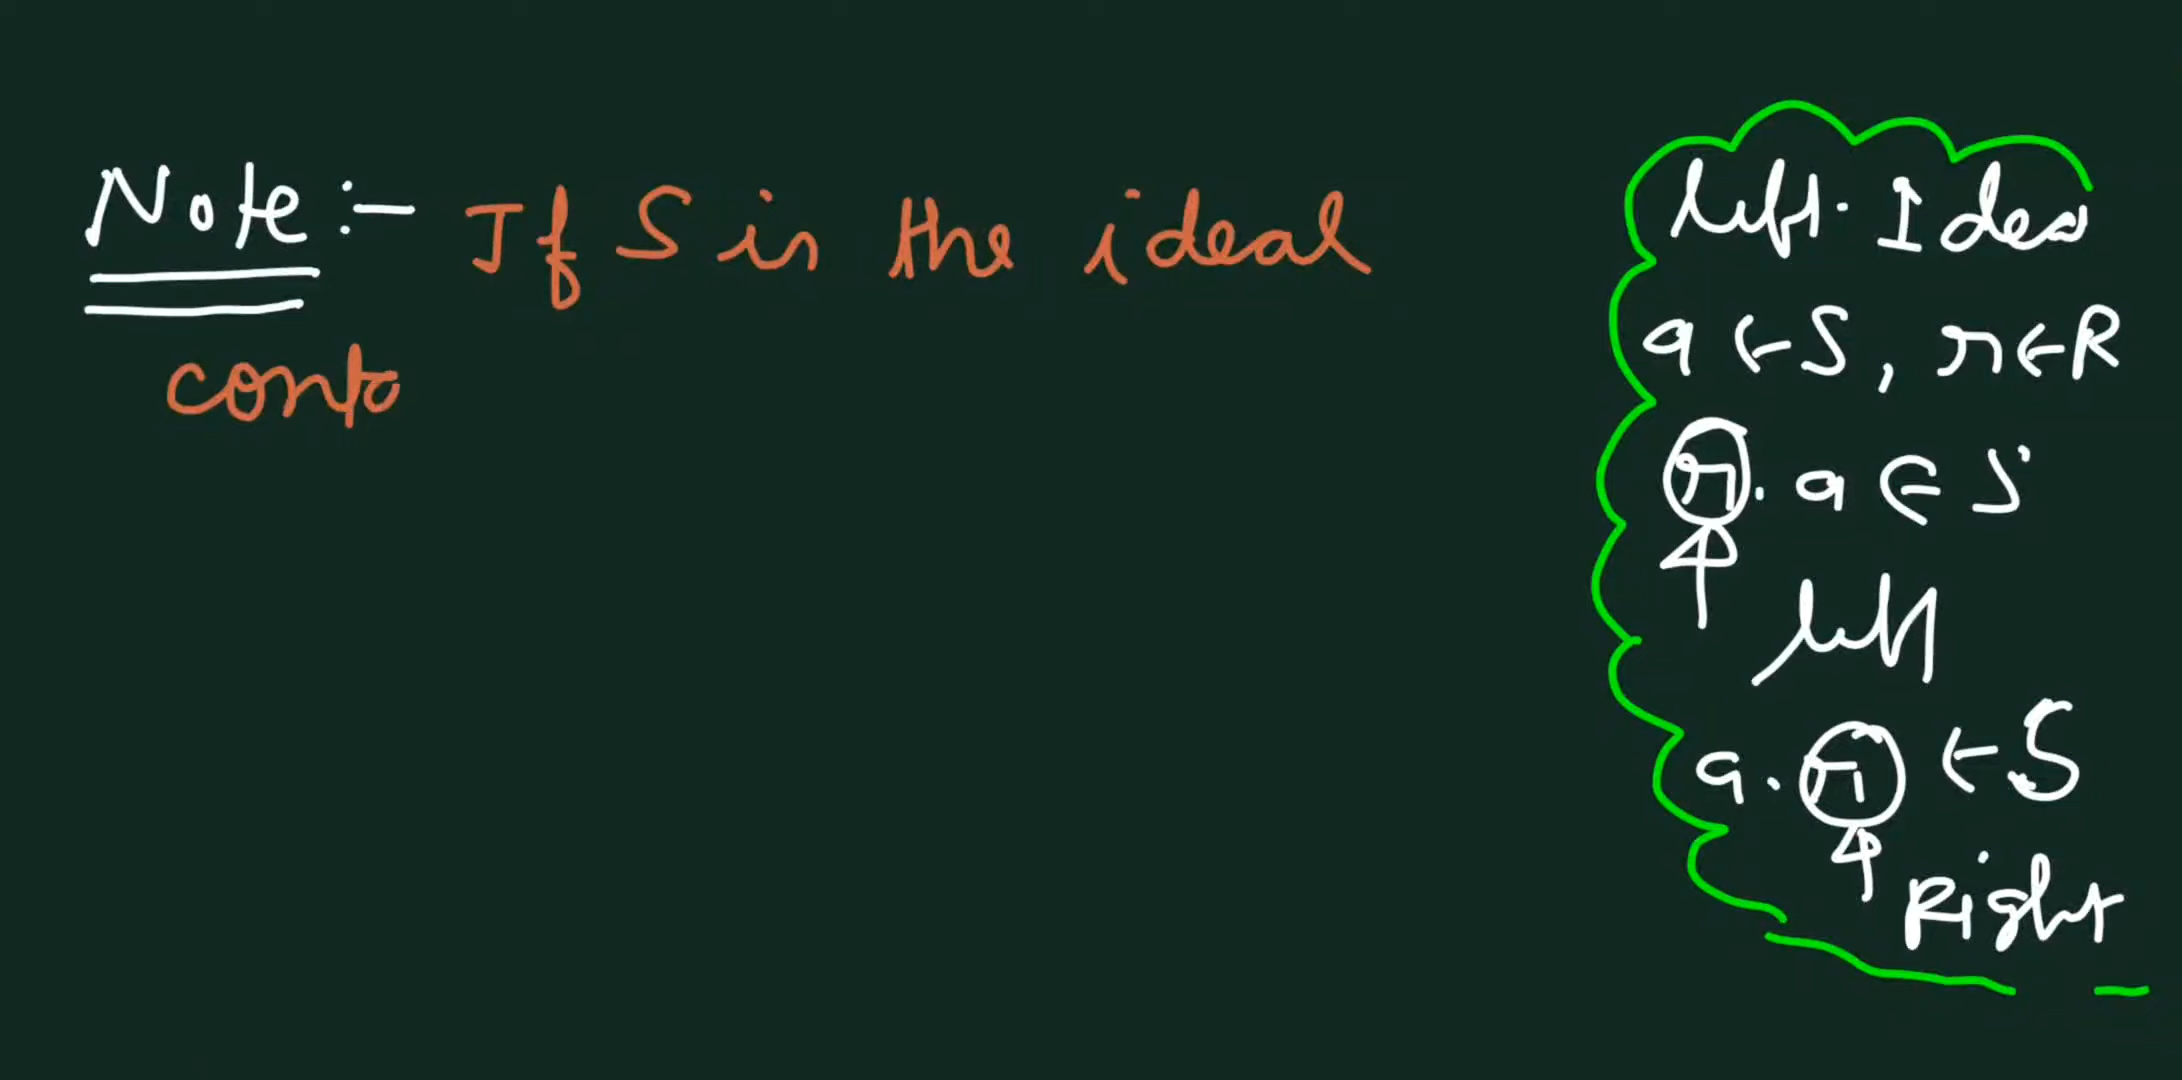 Note :- If S is the ideal
conta
left. Idea
a ∈ S, r ∈ R
r. a ∈ S
left
a. r ∈ S
Right